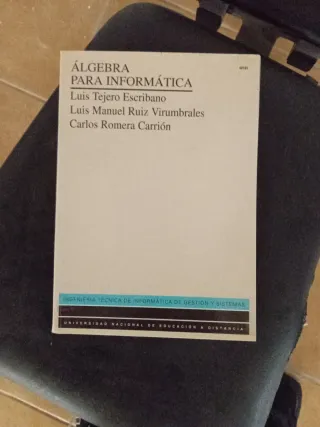 ÁLGEBRA
PARA INFORMÁTICA
Luis Tejero Escribano
Luis Manuel Ruiz Virumbrales
Carlos Romera Carrión
INGENIERÍA TÉCNICA DE INFORMÁTICA DE GESTIÓN Y SISTEMAS
UNIVERSIDAD NACIONAL DE EDUCACIÓN A DISTANCIA